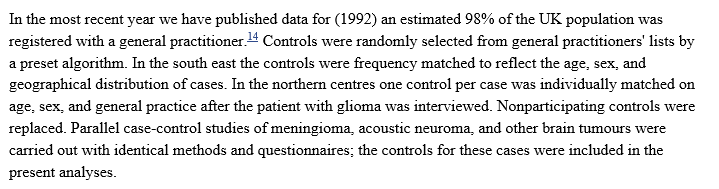 In the most recent year we have published data for (1992) an estimated 98% of the UK population was
registered with a general practitioner.14 Controls were randomly selected from general practitioners' lists by
a preset algorithm. In the south east the controls were frequency matched to reflect the age, sex, and
geographical distribution of cases. In the northern centres one control per case was individually matched on
age, sex, and general practice after the patient with glioma was interviewed. Nonparticipating controls were
replaced. Parallel case-control studies of meningioma, acoustic neuroma, and other brain tumours were
carried out with identical methods and questionnaires; the controls for these cases were included in the
present analyses.